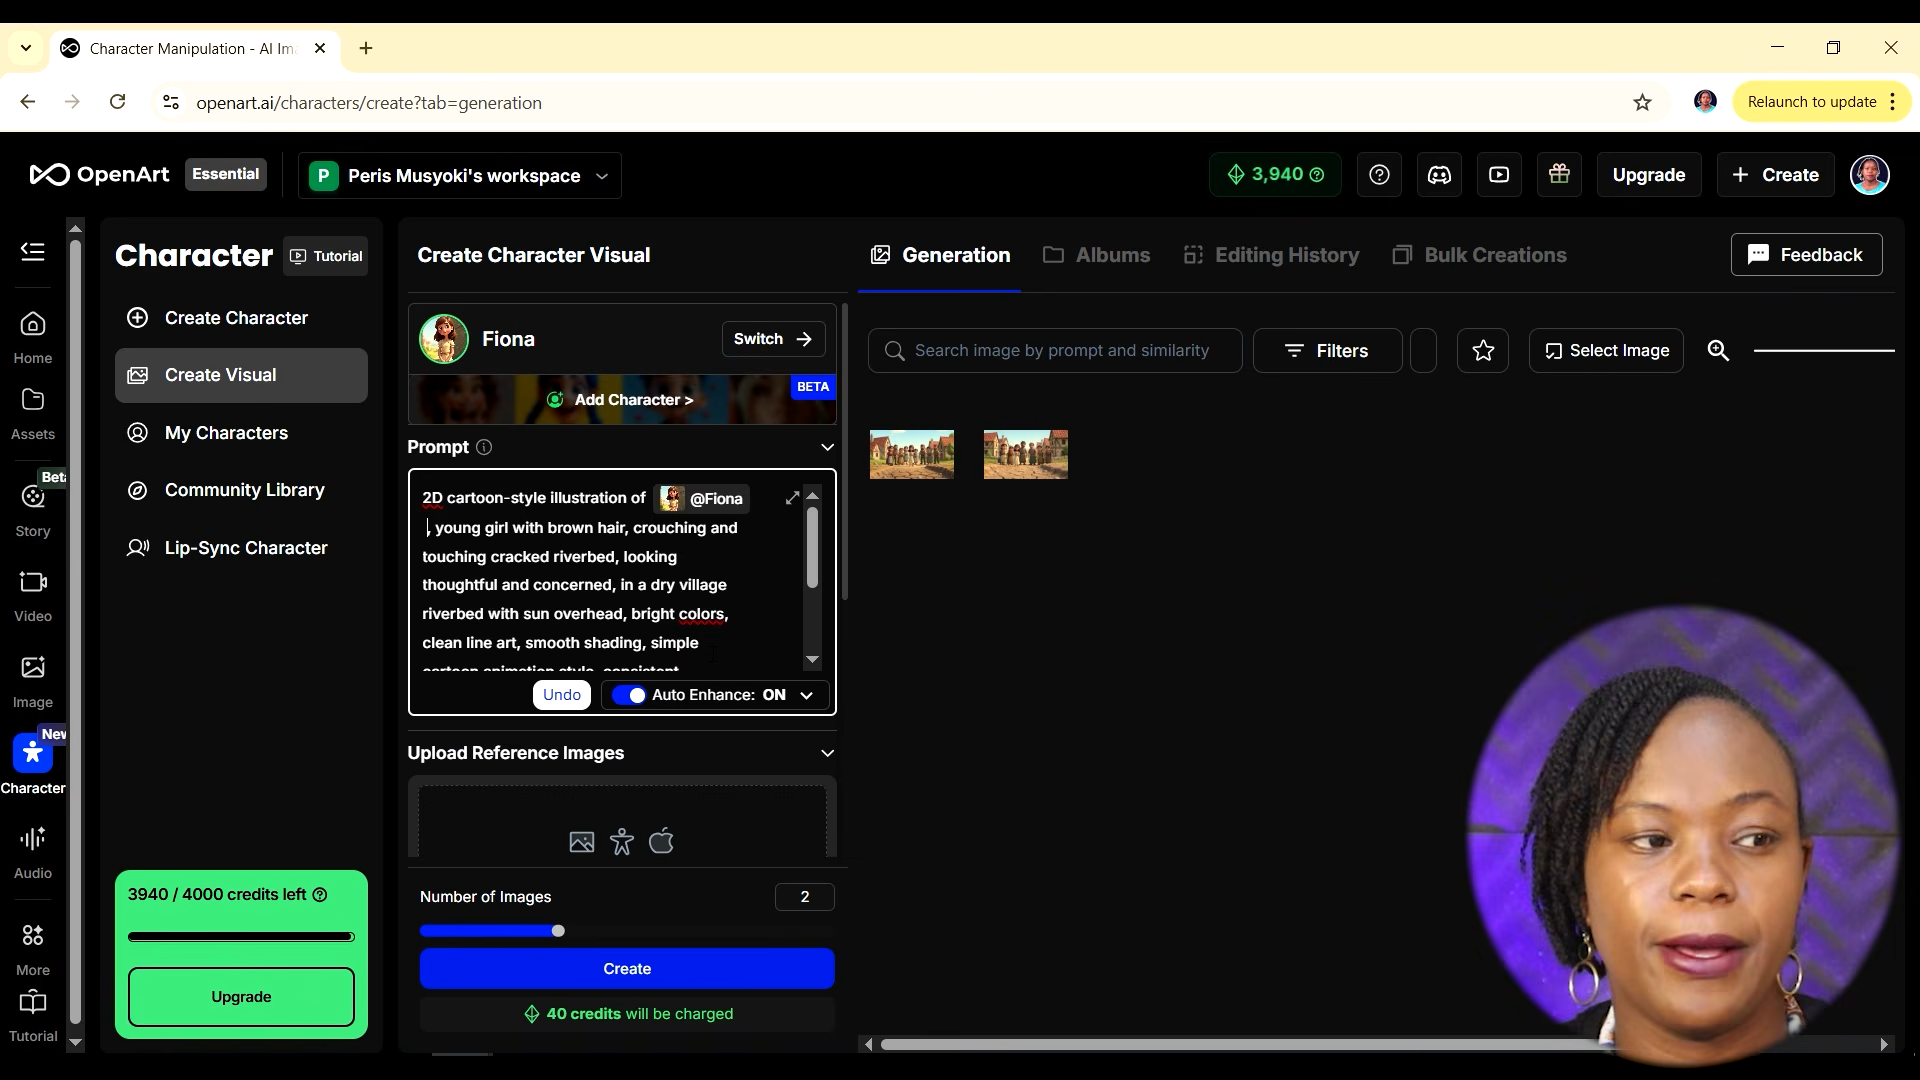 Character Manipulation - AI Im
openart.ai/characters/create?tab=generation
Relaunch to update
OpenArt
Essential
P
Peris Musyoki's workspace
3,940
Upgrade
+ Create
Home
Assets
Beta
Story
Video
Image
New
Character
Audio
More
Tutorial
Character
Tutorial
Create Character
Create Visual
My Characters
Community Library
Lip-Sync Character
3940 / 4000 credits left
Upgrade
Create Character Visual
Fiona
Switch
BETA
Add Character >
Prompt
2D cartoon-style illustration of @Fiona
, young girl with brown hair, crouching and
touching cracked riverbed, looking
thoughtful and concerned, in a dry village
riverbed with sun overhead, bright colors,
clean line art, smooth shading, simple
cartoon animation style, consistent
Undo
Auto Enhance: ON
Upload Reference Images
Number of Images
2
Create
40 credits will be charged
Generation
Albums
Editing History
Bulk Creations
Feedback
Search image by prompt and similarity
Filters
Select Image